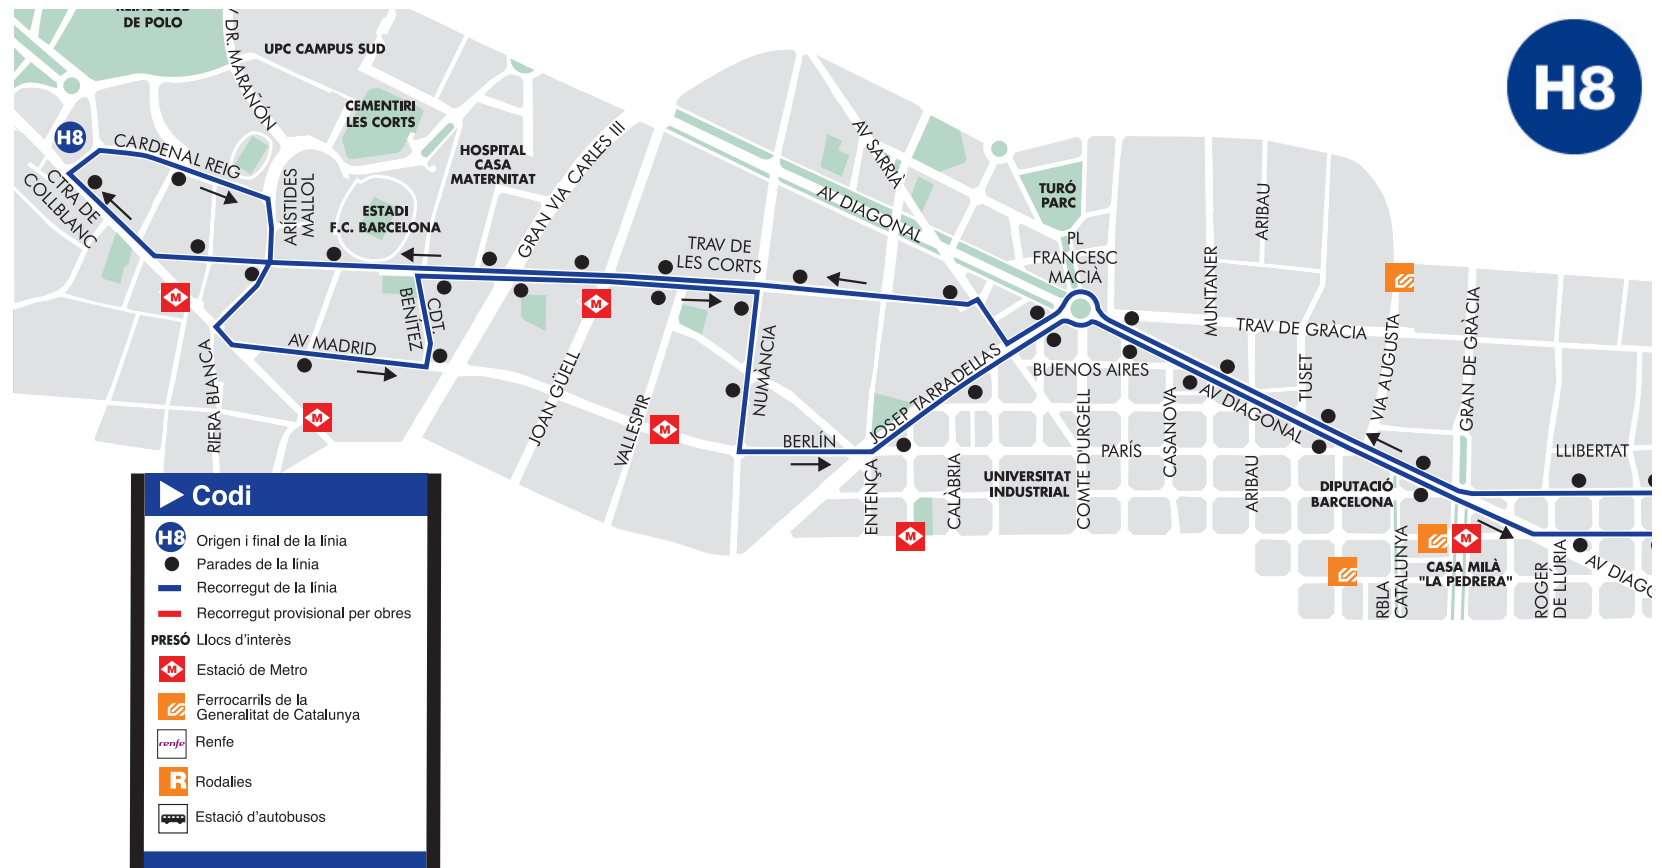 DE POLO
DR. MARAÑÓN
UPC CAMPUS SUD
H8
CEMENTIRI
LES CORTS
HOSPITAL
CASA
MATERNITAT
GRAN VIA CARLES III
AV SARRIÀ
AV DIAGONAL
TURÓ
PARC
H8
CARDENAL REIG
CTRA DE
COLLBLANC
ARÍSTIDES
MALLOL
ESTADI
F.C. BARCELONA
TRAV DE
LES CORTS
PL
FRANCESC
MACIÀ
MUNTANER
ARIBAU
M
M
CDT.
BENÍTEZ
AV MADRID
RIERA BLANCA
M
JOAN GÜELL
VALLESPIR
M
NUMÀNCIA
BERLÍN
JOSEP TARRADELLAS
BUENOS AIRES
TRAV DE GRÀCIA
TUSET
VIA AUGUSTA
GRAN DE GRÀCIA
AV DIAGONAL
CASANOVA
PARÍS
COMTE D'URGELL
UNIVERSITAT
INDUSTRIAL
ENTENÇA
CALÀBRIA
M
ARIBAU
DIPUTACIÓ
BARCELONA
LLIBERTAT
M
CASA MILÀ
"LA PEDRERA"
RBLA
CATALUNYA
ROGER
DE LLÚRIA
AV DIAGO
Codi
H8 Origen i final de la línia
Parades de la línia
Recorregut de la línia
Recorregut provisional per obres
PRESÓ Llocs d'interès
M Estació de Metro
Ferrocarrils de la
Generalitat de Catalunya
renfe Renfe
R Rodalies
Estació d'autobusos